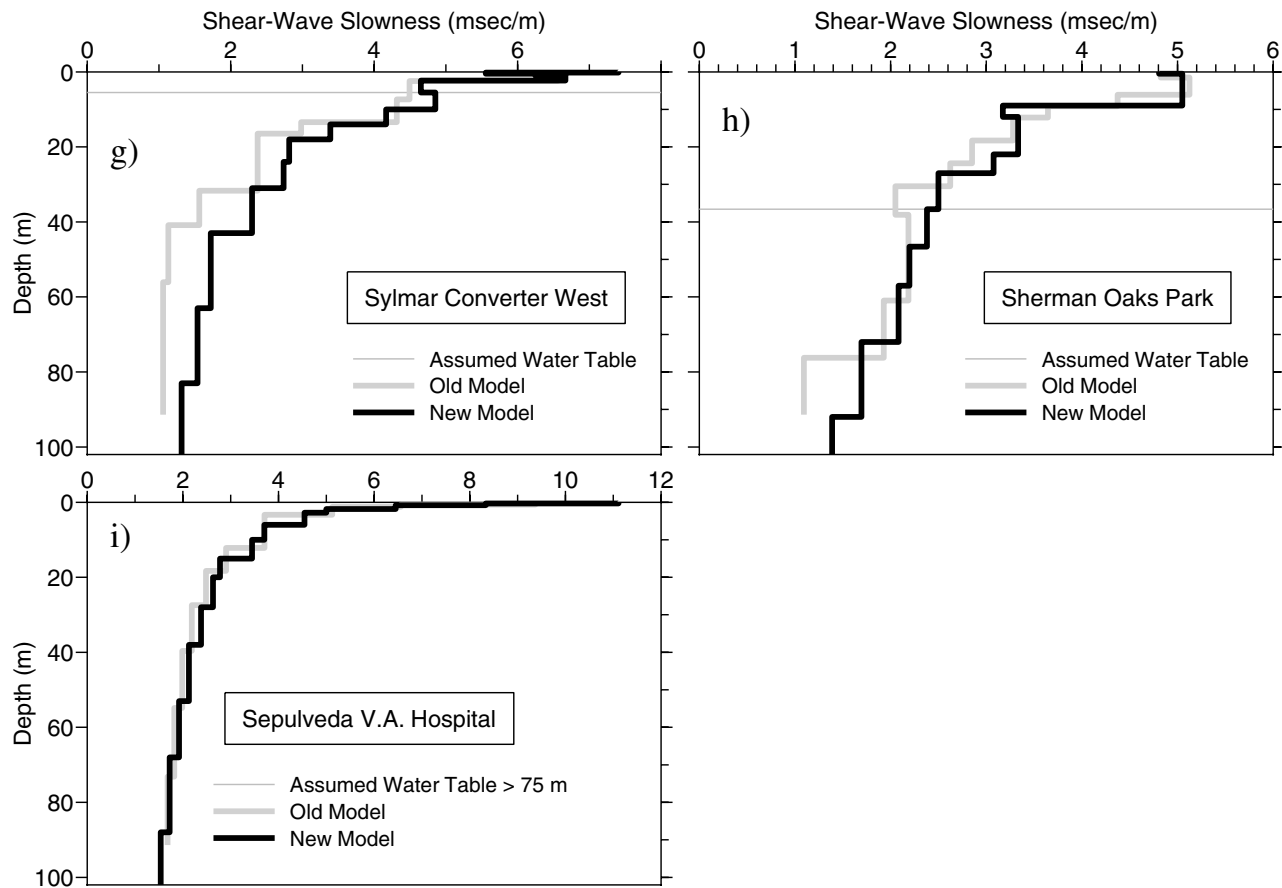 Shear-Wave Slowness (msec/m)
0 2 4 6
0
20
40
60
80
100
Depth (m)
g)
Sylmar Converter West
Assumed Water Table
Old Model
New Model
Shear-Wave Slowness (msec/m)
0 1 2 3 4 5 6
h)
Sherman Oaks Park
Assumed Water Table
Old Model
New Model
0 2 4 6 8 10 12
0
20
40
60
80
100
Depth (m)
i)
Sepulveda V.A. Hospital
Assumed Water Table > 75 m
Old Model
New Model